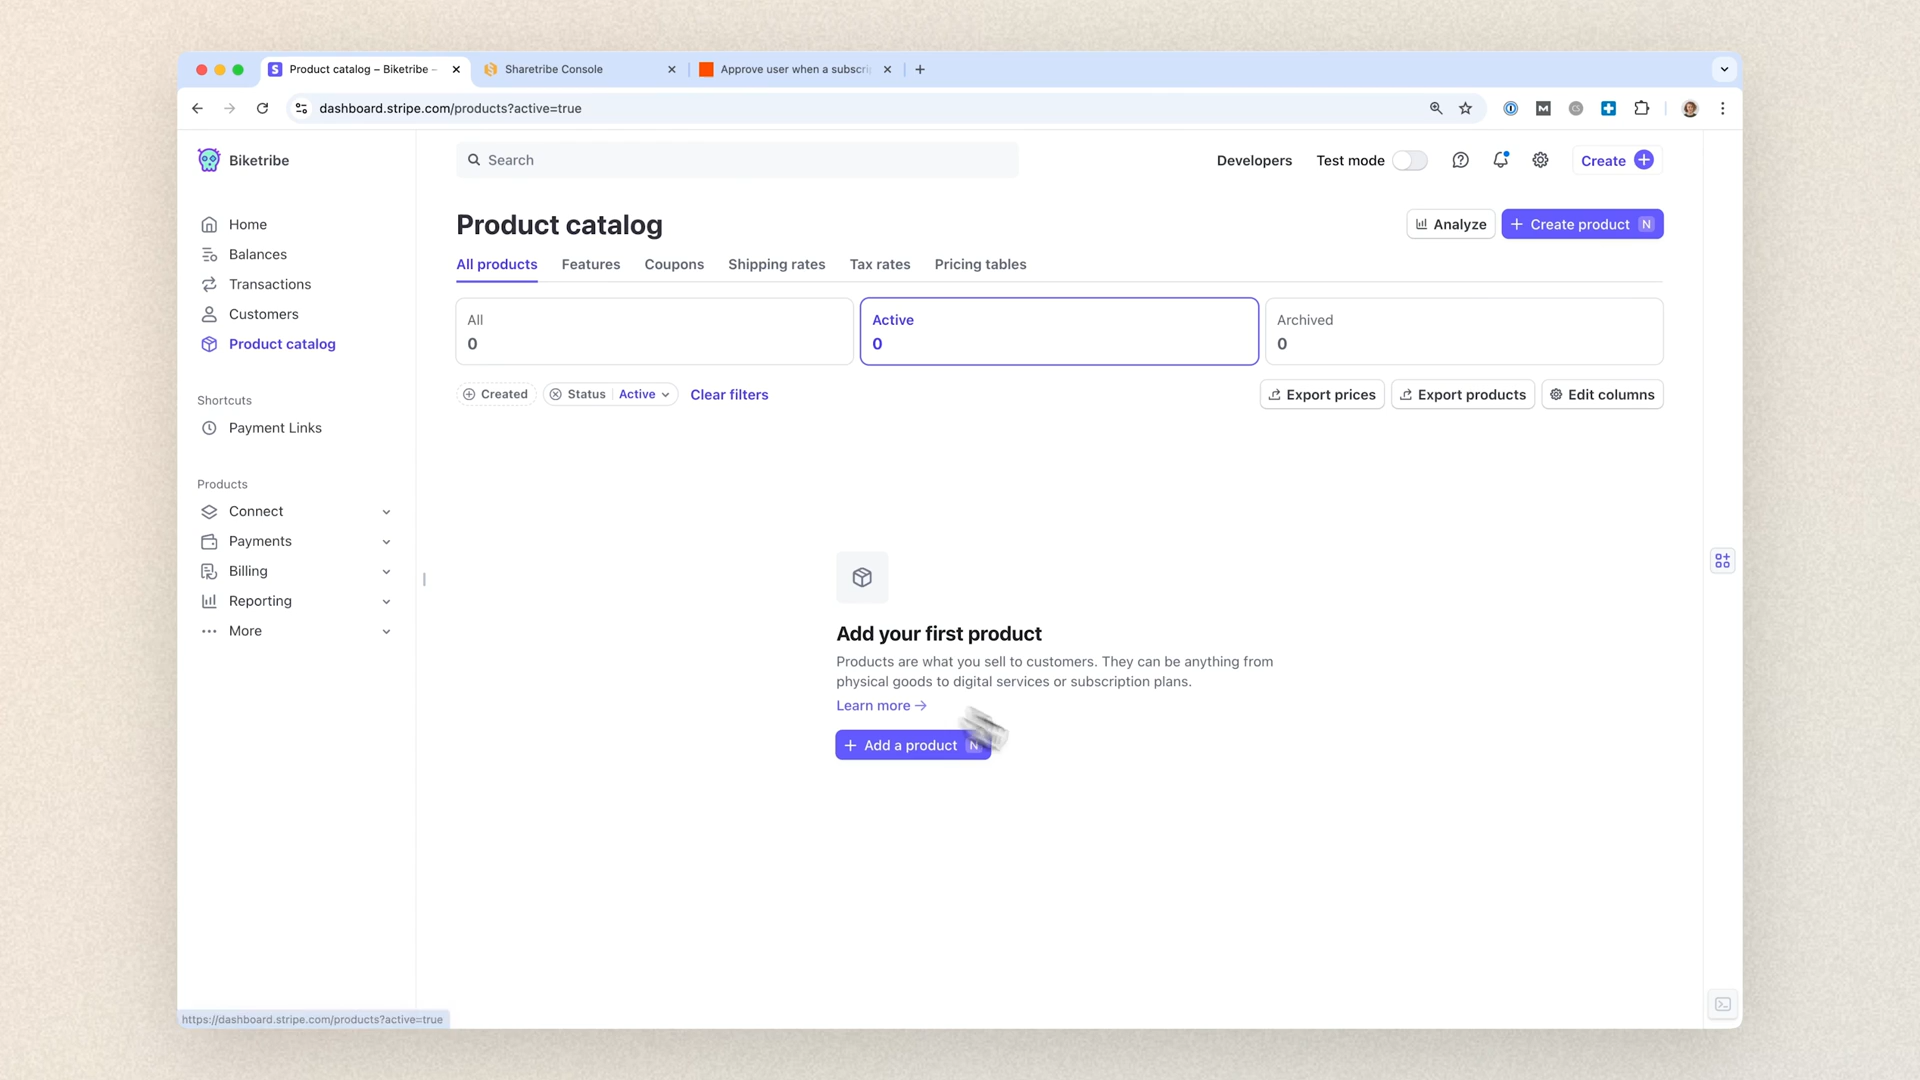 Product catalog – Biketribe –
Sharetribe Console
Approve user when a subscrip
dashboard.stripe.com/products?active=true
Biketribe
Search
Developers
Test mode
Create
Home
Balances
Transactions
Customers
Product catalog
Shortcuts
Payment Links
Products
Connect
Payments
Billing
Reporting
More
Product catalog
Analyze
Create product N
All products
Features
Coupons
Shipping rates
Tax rates
Pricing tables
All
0
Active
0
Archived
0
Created
Status
Active
Clear filters
Export prices
Export products
Edit columns
Add your first product
Products are what you sell to customers. They can be anything from
physical goods to digital services or subscription plans.
Learn more →
Add a product N
https://dashboard.stripe.com/products?active=true